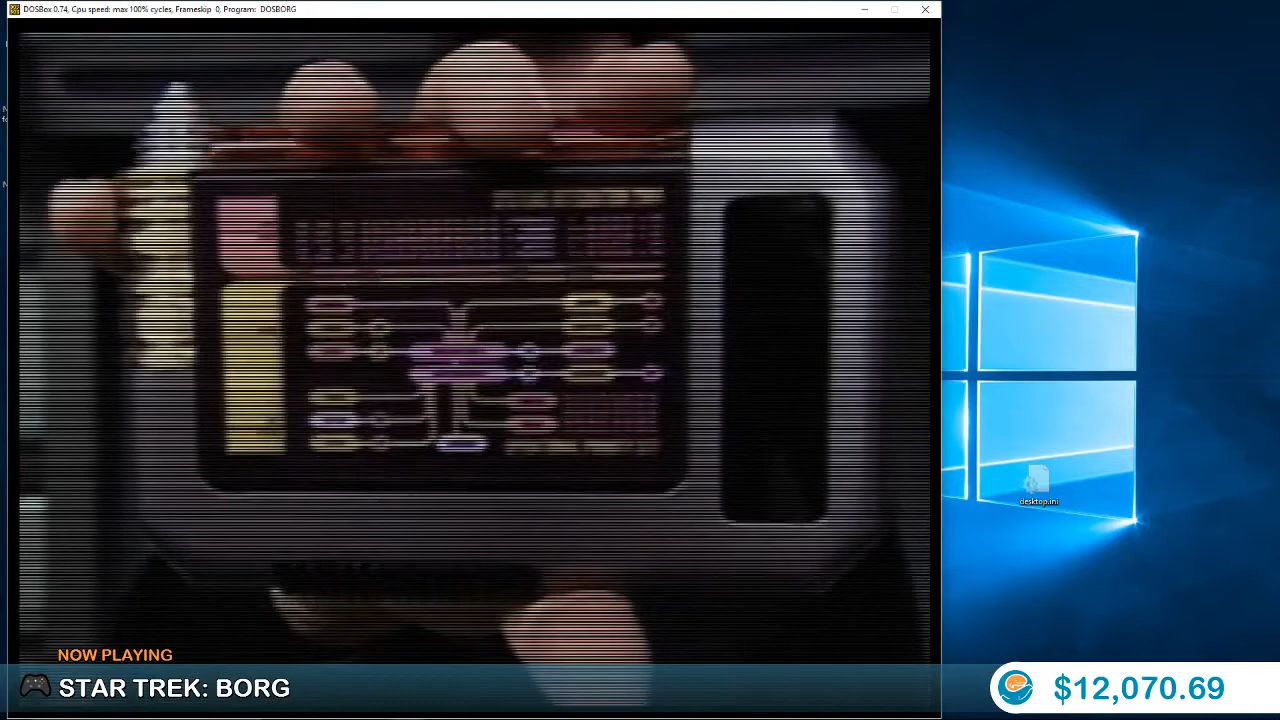 DOSBox 0.74, Cpu speed: max 100% cycles, Frameskip 0, Program: DOSBORG
desktop.ini
NOW PLAYING
STAR TREK: BORG
$12,070.69